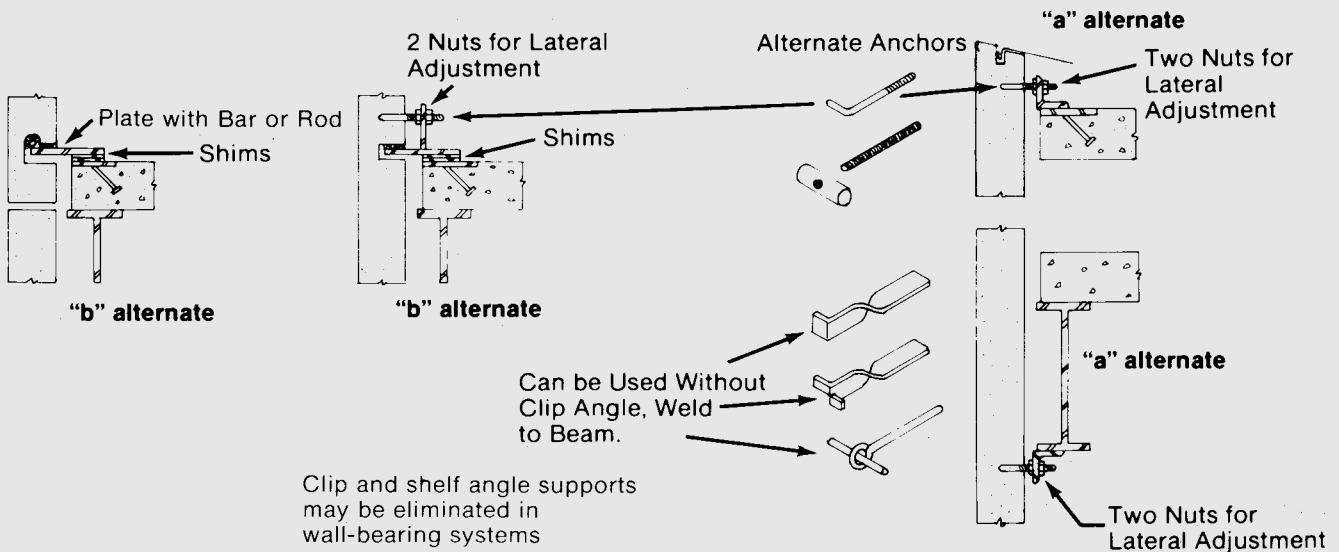 "a" alternate
2 Nuts for Lateral
Adjustment
Alternate Anchors
Two Nuts for
Lateral
Adjustment
Plate with Bar or Rod
Shims
Shims
"b" alternate
"b" alternate
"a" alternate
Can be Used Without
Clip Angle, Weld
to Beam.
Clip and shelf angle supports
may be eliminated in
wall-bearing systems
Two Nuts for
Lateral Adjustment